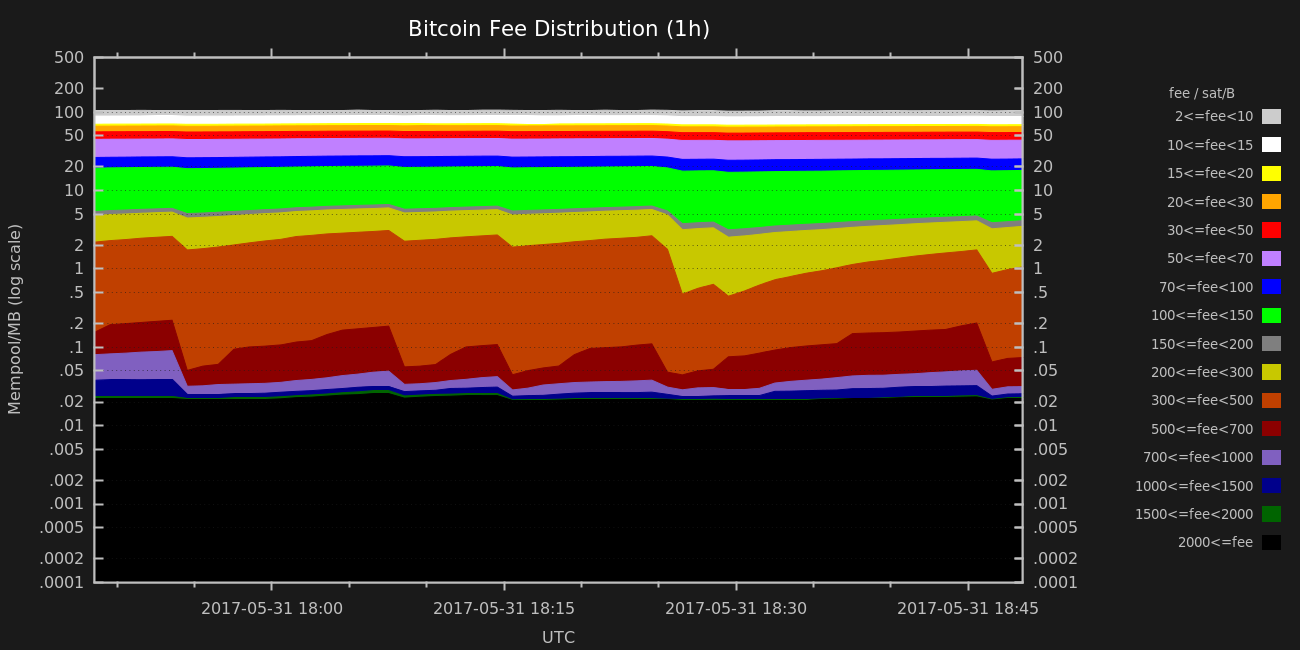 Bitcoin Fee Distribution (1h)
500 500
200 200
100 100
50 50
20 20
10 10
5 5
2 2
1 1
.5 .5
.2 .2
.1 .1
.05 .05
.02 .02
.01 .01
.005 .005
.002 .002
.001 .001
.0005 .0005
.0002 .0002
.0001 .0001
Mempool/MB (log scale)
2017-05-31 18:00 2017-05-31 18:15 2017-05-31 18:30 2017-05-31 18:45
UTC
fee / sat/B
2<=fee<10
10<=fee<15
15<=fee<20
20<=fee<30
30<=fee<50
50<=fee<70
70<=fee<100
100<=fee<150
150<=fee<200
200<=fee<300
300<=fee<500
500<=fee<700
700<=fee<1000
1000<=fee<1500
1500<=fee<2000
2000<=fee